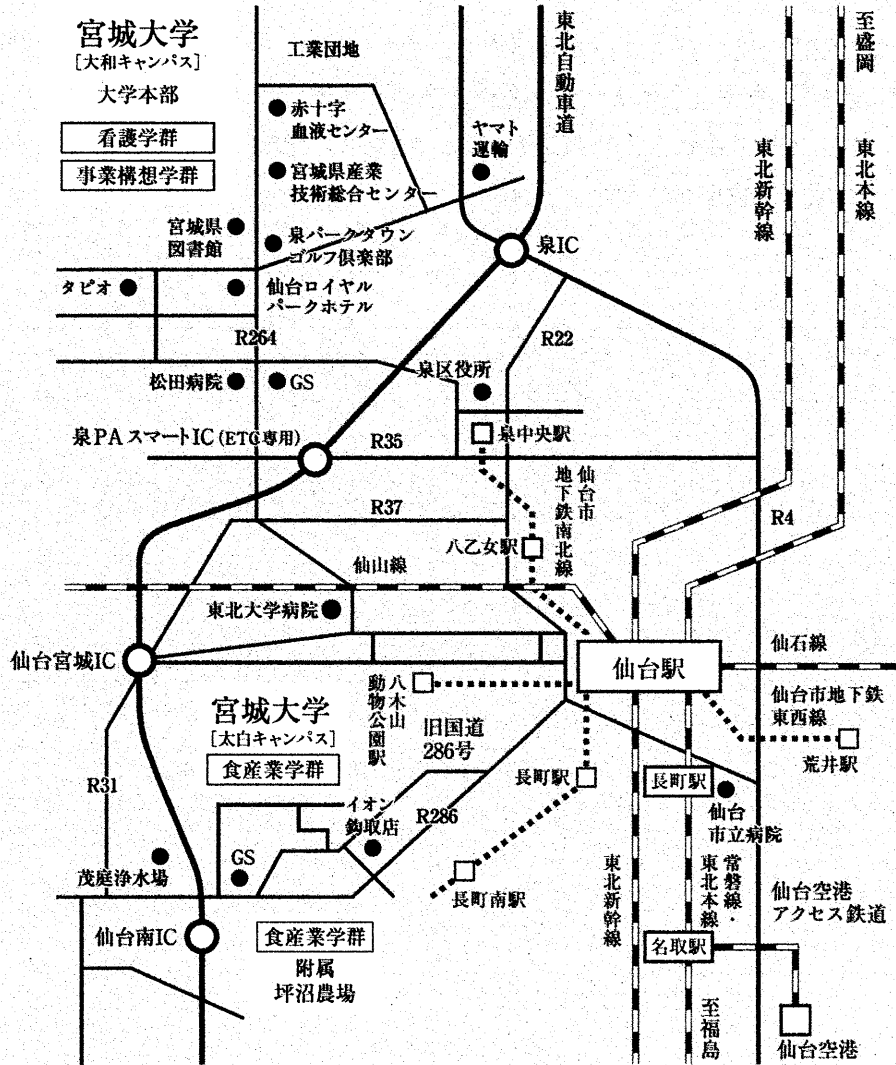 宮城大学
[大和キャンパス]
大学本部
看護学群
事業構想学群
工業団地
赤十字
血液センター
宮城県産業
技術総合センター
ヤマト
運輸
東北自動車道
至盛岡
東北新幹線
東北本線
宮城県
図書館
泉パークタウン
ゴルフ倶楽部
泉IC
タピオ
仙台ロイヤル
パークホテル
R264
R22
松田病院
GS
泉区役所
泉PAスマートIC(ETC専用)
R35
泉中央駅
仙台市
地下鉄南北線
R37
R4
八乙女駅
仙山線
東北大学病院
仙台宮城IC
仙台駅
仙石線
宮城大学
[太白キャンパス]
食産業学群
八木山
動物公園駅
旧国道
286号
仙台市地下鉄
東西線
荒井駅
R31
長町駅
長町駅
仙台
市立病院
イオン
鈎取店
R286
茂庭浄水場
GS
長町南駅
東北新幹線
常磐線・
東北本線
仙台空港
アクセス鉄道
仙台南IC
食産業学群
附属
坪沼農場
名取駅
至福島
仙台空港